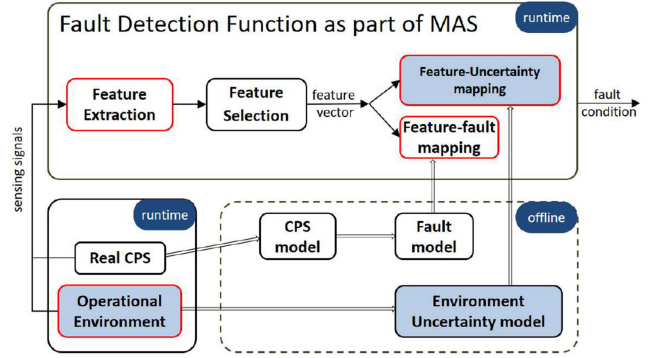 Fault Detection Function as part of MAS
runtime
Feature
Extraction
Feature
Selection
feature
vector
Feature-Uncertainty
mapping
Feature-fault
mapping
fault
condition
sensing signals
runtime
Real CPS
Operational
Environment
offline
CPS
model
Fault
model
Environment
Uncertainty model